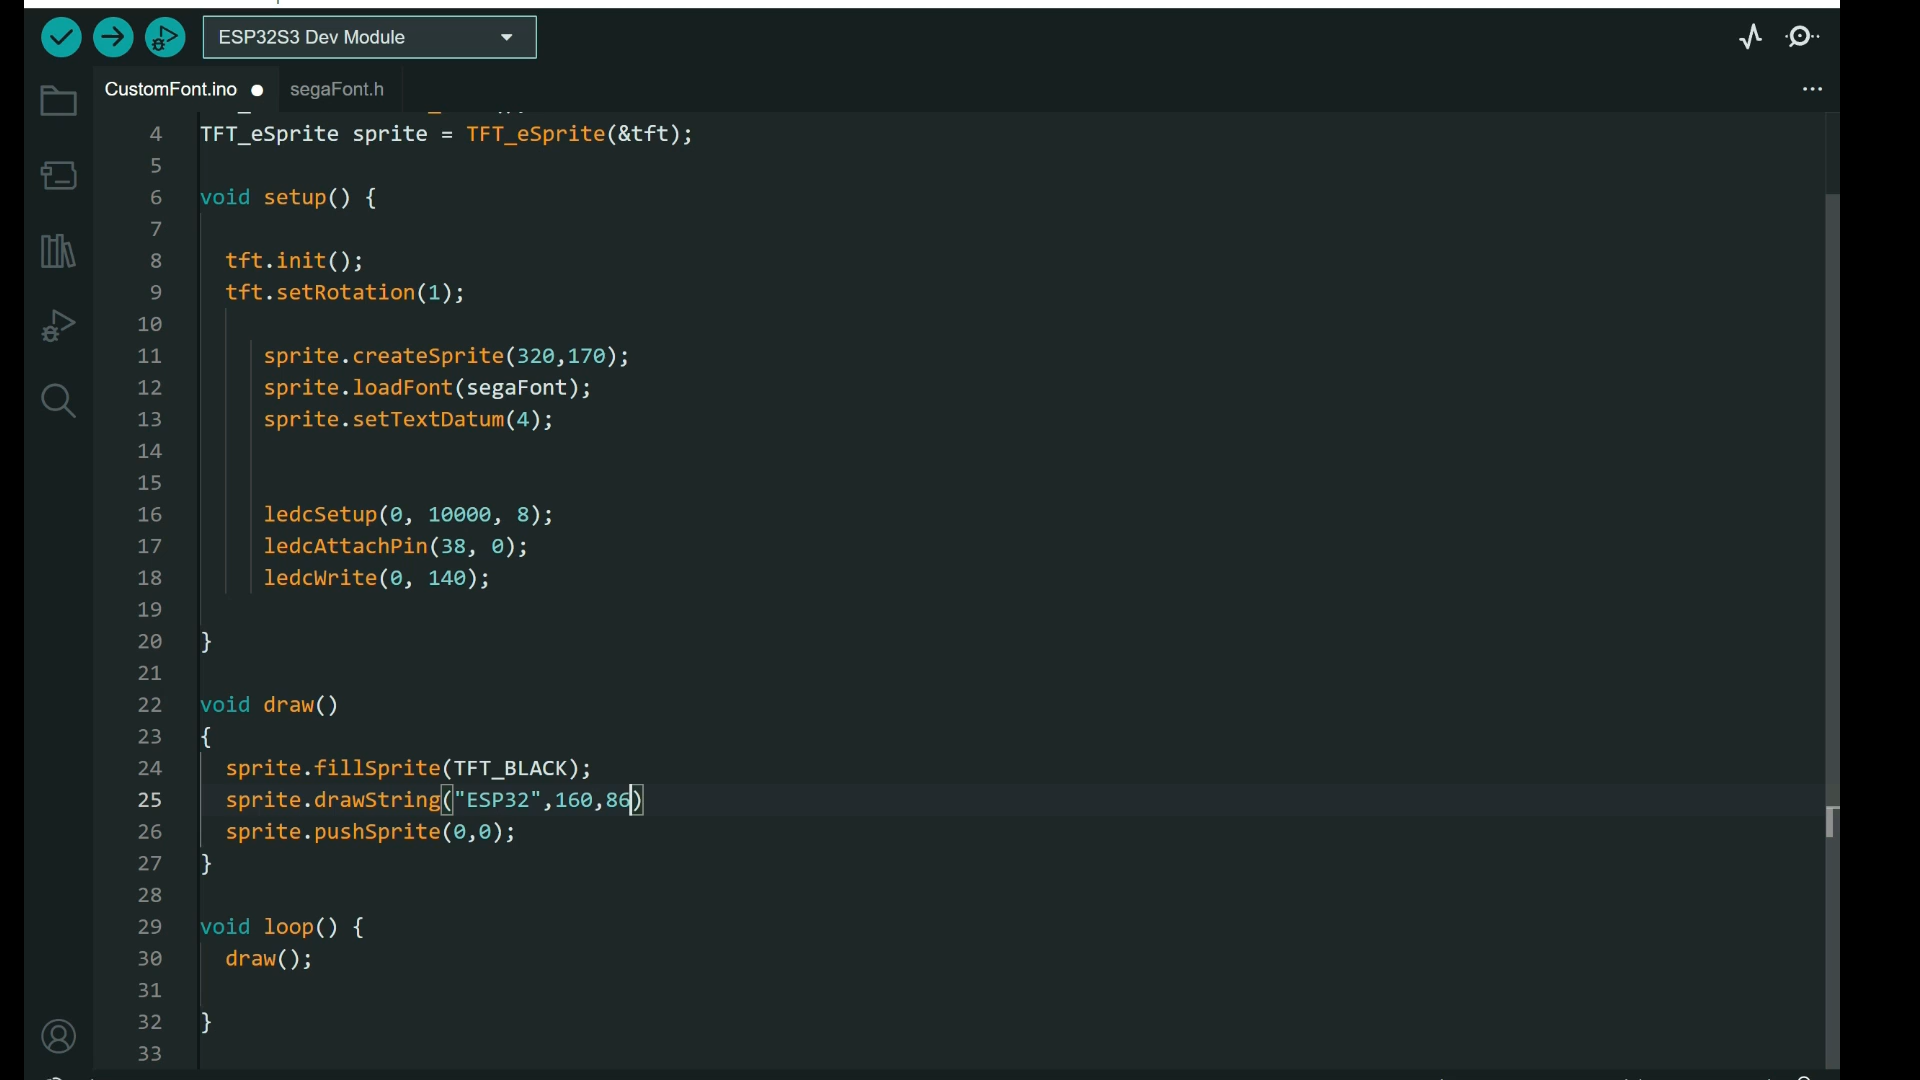 ESP32S3 Dev Module
CustomFont.ino segaFont.h
4 TFT_eSprite sprite = TFT_eSprite(&tft);
5
6 void setup() {
7
8 tft.init();
9 tft.setRotation(1);
10
11 sprite.createSprite(320,170);
12 sprite.loadFont(segaFont);
13 sprite.setTextDatum(4);
14
15
16 ledcSetup(0, 10000, 8);
17 ledcAttachPin(38, 0);
18 ledcWrite(0, 140);
19
20 }
21
22 void draw()
23 {
24 sprite.fillSprite(TFT_BLACK);
25 sprite.drawString("ESP32",160,86)
26 sprite.pushSprite(0,0);
27 }
28
29 void loop() {
30 draw();
31
32 }
33